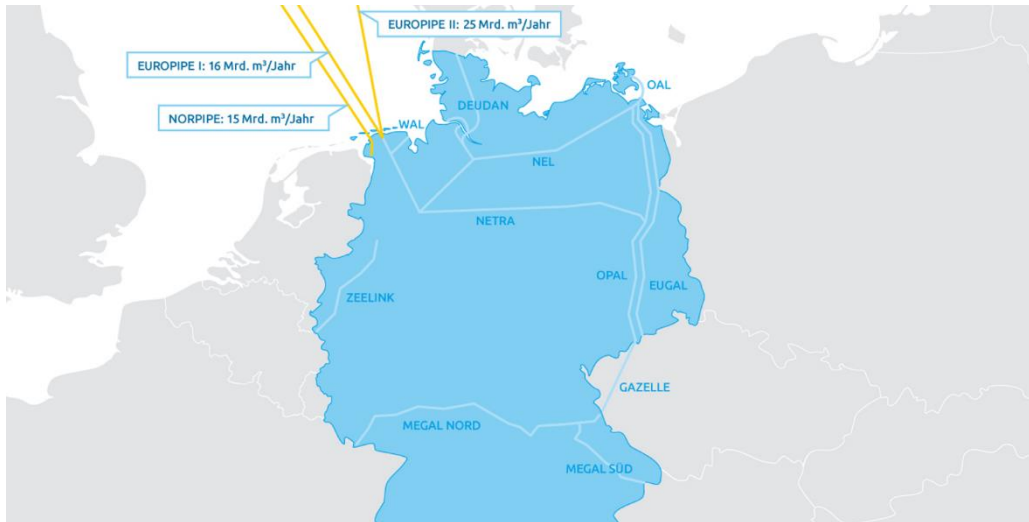 EUROPIPE II: 25 Mrd. m³/Jahr
EUROPIPE I: 16 Mrd. m³/Jahr
NORPIPE: 15 Mrd. m³/Jahr
OAL
DEUDAN
WAL
NEL
NETRA
OPAL
EUGAL
ZEELINK
GAZELLE
MEGAL NORD
MEGAL SÜD